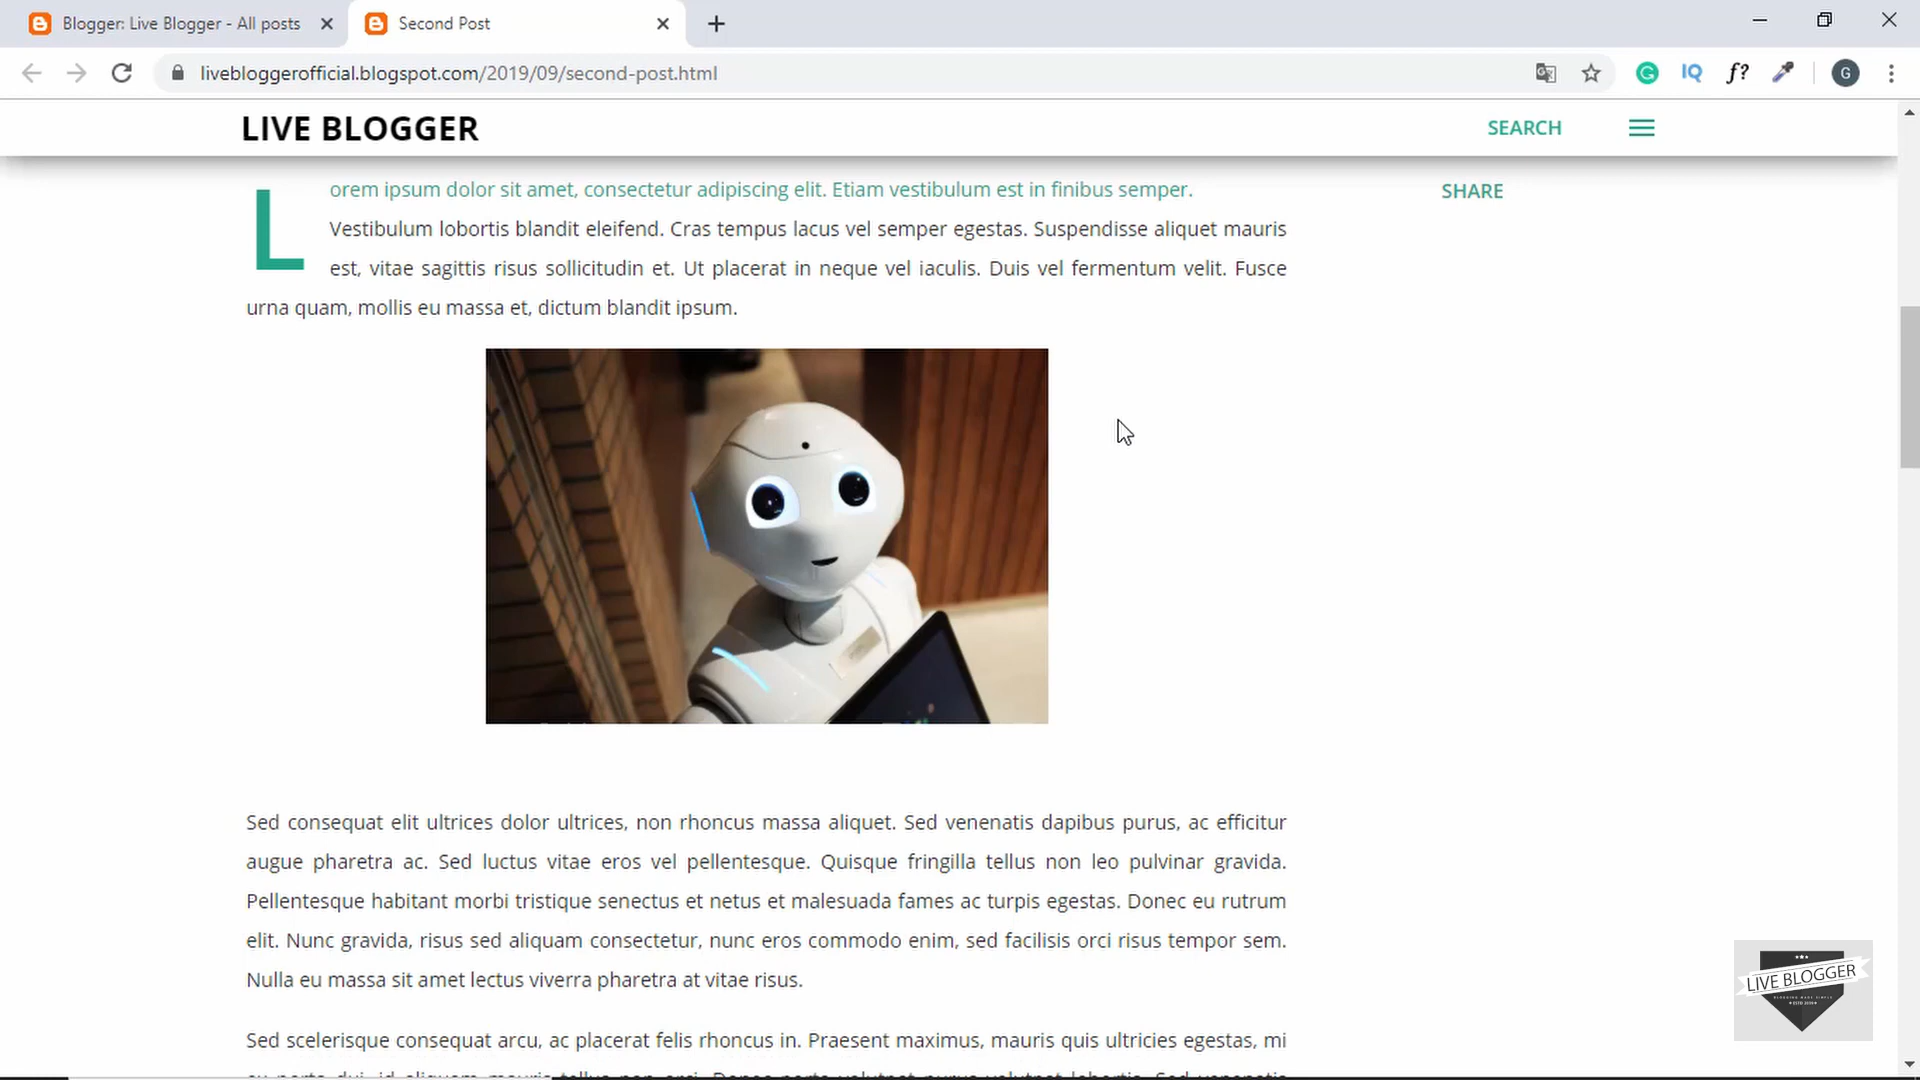 Blogger: Live Blogger - All posts
Second Post
livebloggerofficial.blogspot.com/2019/09/second-post.html
IQ
f?
G
LIVE BLOGGER
SEARCH
Lorem ipsum dolor sit amet, consectetur adipiscing elit. Etiam vestibulum est in finibus semper.
SHARE
Vestibulum lobortis blandit eleifend. Cras tempus lacus vel semper egestas. Suspendisse aliquet mauris
est, vitae sagittis risus sollicitudin et. Ut placerat in neque vel iaculis. Duis vel fermentum velit. Fusce
urna quam, mollis eu massa et, dictum blandit ipsum.
Sed consequat elit ultrices dolor ultrices, non rhoncus massa aliquet. Sed venenatis dapibus purus, ac efficitur
augue pharetra ac. Sed luctus vitae eros vel pellentesque. Quisque fringilla tellus non leo pulvinar gravida.
Pellentesque habitant morbi tristique senectus et netus et malesuada fames ac turpis egestas. Donec eu rutrum
elit. Nunc gravida, risus sed aliquam consectetur, nunc eros commodo enim, sed facilisis orci risus tempor sem.
Nulla eu massa sit amet lectus viverra pharetra at vitae risus.
LIVE BLOGGER
BLOGGING MADE SIMPLE
Sed scelerisque consequat arcu, ac placerat felis rhoncus in. Praesent maximus, mauris quis ultricies egestas, mi